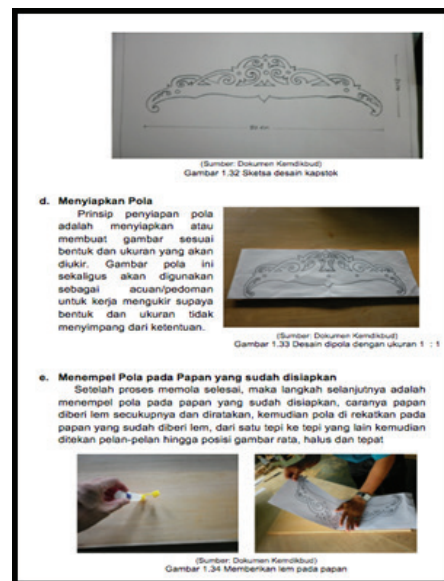 (Sumber: Dokumen Kemdikbud)
Gambar 1.32 Sketsa desain kapstok
d. Menyiapkan Pola
Prinsip penyiapan pola
adalah menyiapkan atau
membuat gambar sesuai
bentuk dan ukuran yang akan
diukir. Gambar pola ini
sekaligus akan digunakan
sebagai acuan/pedoman
untuk kerja mengukir supaya
bentuk dan ukuran tidak
menyimpang dari ketentuan.
(Sumber: Dokumen Kemdikbud)
Gambar 1.33 Desain dipola dengan ukuran 1 : 1
e. Menempel Pola pada Papan yang sudah disiapkan
Setelah proses memola selesai, maka langkah selanjutnya adalah
menempel pola pada papan yang sudah disiapkan, caranya papan
diberi lem secukupnya dan diratakan, kemudian pola di rekatkan pada
papan yang sudah diberi lem, dari satu tepi ke tepi yang lain kemudian
ditekan pelan-pelan hingga posisi gambar rata, halus dan tepat
(Sumber: Dokumen Kemdikbud)
Gambar 1.34 Memberikan lem pada papan